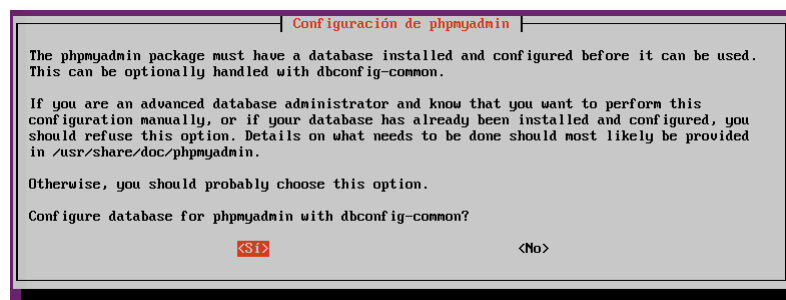 Configuración de phpmyadmin
The phpmyadmin package must have a database installed and configured before it can be used.
This can be optionally handled with dbconfig-common.
If you are an advanced database administrator and know that you want to perform this
configuration manually, or if your database has already been installed and configured, you
should refuse this option. Details on what needs to be done should most likely be provided
in /usr/share/doc/phpmyadmin.
Otherwise, you should probably choose this option.
Configure database for phpmyadmin with dbconfig-common?
<Sí> <No>